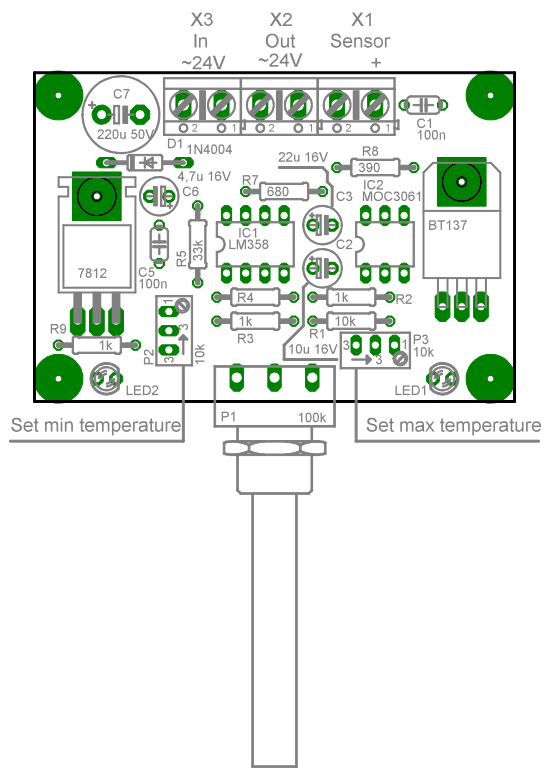 X3 X2 X1
In Out Sensor
~24V ~24V +
C7
220u 50V
2 1 2 1 2 1
C1
100n
D1 1N4004
4,7u 16V
C6
22u 16V
R8
390
R7
680
C3
IC2
MOC3061
BT137
IC1
LM358
C2
R5
33k
C5
100n
7812
R4
1k
R2
1k
R3
R1
10k
10u 16V
R9
1k
1
3
3
P2
10k
3 3 1
P3
10k
LED2
LED1
Set min temperature
P1 100k
Set max temperature